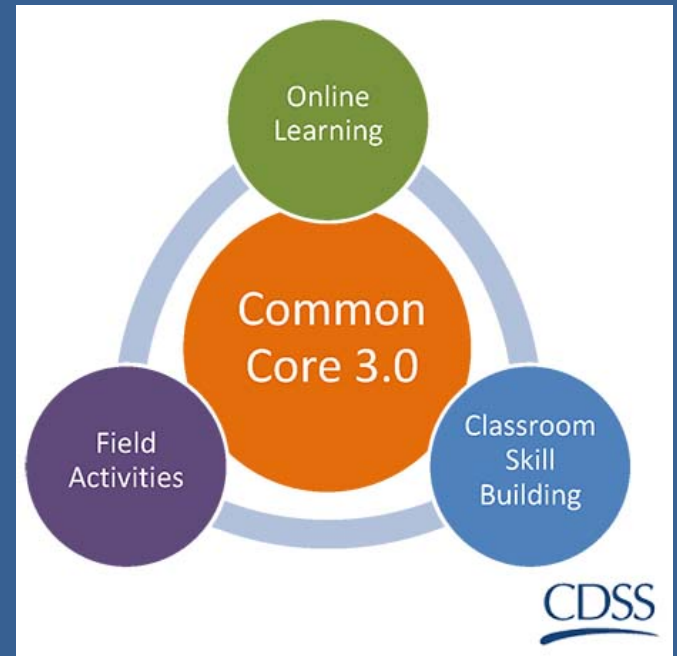 Online
Learning
Common
Core 3.0
Field
Activities
Classroom
Skill
Building
CDSS